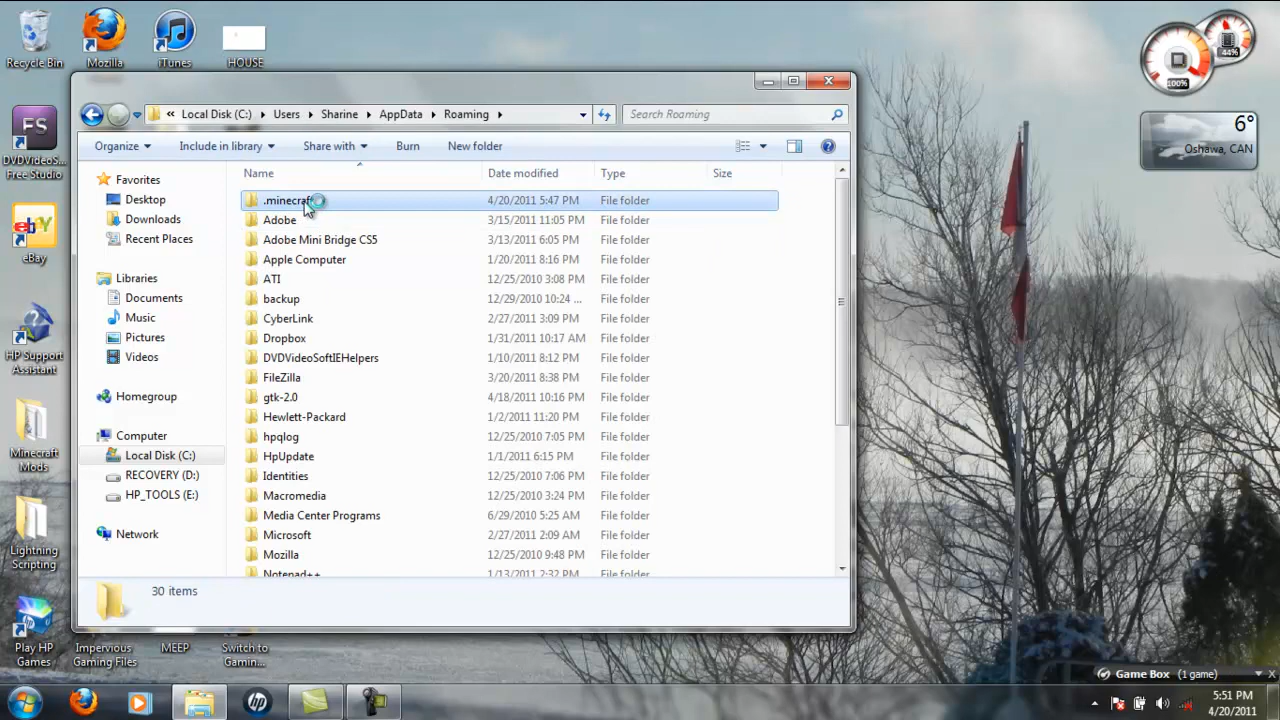 Recycle Bin
Mozilla
iTunes
HOUSE
FS
DVDVideoS... Free Studio
eBay
HP Support Assistant
Minecraft Mods
Lightning Scripting
Play HP Games
Impervious Gaming Files
MEEP
Switch to Gamin...
« Local Disk (C:) Users Sharine AppData Roaming
Search Roaming
Organize Include in library Share with Burn New folder
Favorites
Desktop
Downloads
Recent Places
Libraries
Documents
Music
Pictures
Videos
Homegroup
Computer
Local Disk (C:)
RECOVERY (D:)
HP_TOOLS (E:)
Network
Name Date modified Type Size
.minecraft 4/20/2011 5:47 PM File folder
Adobe 3/15/2011 11:05 PM File folder
Adobe Mini Bridge CS5 3/13/2011 6:05 PM File folder
Apple Computer 1/20/2011 8:16 PM File folder
ATI 12/25/2010 3:08 PM File folder
backup 12/29/2010 10:24 ... File folder
CyberLink 2/27/2011 3:09 PM File folder
Dropbox 1/31/2011 10:17 AM File folder
DVDVideoSoftIEHelpers 1/10/2011 8:12 PM File folder
FileZilla 3/20/2011 8:38 PM File folder
gtk-2.0 4/18/2011 10:16 PM File folder
Hewlett-Packard 1/2/2011 11:20 PM File folder
hpqlog 12/25/2010 7:05 PM File folder
HpUpdate 1/1/2011 6:15 PM File folder
Identities 12/25/2010 7:06 PM File folder
Macromedia 12/25/2010 3:24 PM File folder
Media Center Programs 6/29/2010 5:25 AM File folder
Microsoft 2/27/2011 2:09 AM File folder
Mozilla 12/25/2010 9:48 PM File folder
Notepad++ 1/13/2011 2:32 PM File folder
30 items
44%
100%
6°
Oshawa, CAN
Game Box (1 game)
hp
5:51 PM
4/20/2011